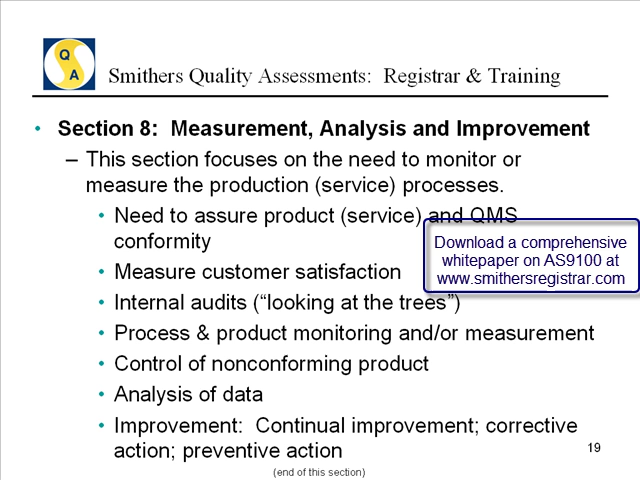 Q
A
Smithers Quality Assessments: Registrar & Training
• Section 8: Measurement, Analysis and Improvement
– This section focuses on the need to monitor or
measure the production (service) processes.
• Need to assure product (service) and QMS
conformity
Download a comprehensive
whitepaper on AS9100 at
www.smithersregistrar.com
• Measure customer satisfaction
• Internal audits (“looking at the trees”)
• Process & product monitoring and/or measurement
• Control of nonconforming product
• Analysis of data
• Improvement: Continual improvement; corrective
action; preventive action
19
(end of this section)